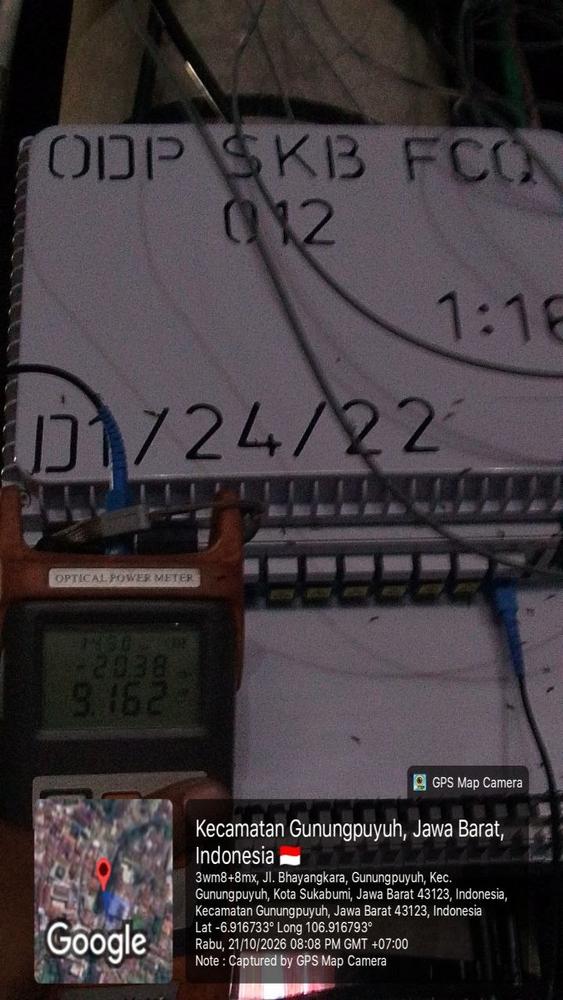 ODP SKB FCQ
012
1:16
D1/24/22
OPTICAL POWER METER
-20.38
9.162
GPS Map Camera
Kecamatan Gunungpuyuh, Jawa Barat,
Indonesia 🇮🇩
3wm8+8mx, Jl. Bhayangkara, Gunungpuyuh, Kec.
Gunungpuyuh, Kota Sukabumi, Jawa Barat 43123, Indonesia,
Kecamatan Gunungpuyuh, Jawa Barat 43123, Indonesia
Lat -6.916733° Long 106.916793°
Rabu, 21/10/2026 08:08 PM GMT +07:00
Note : Captured by GPS Map Camera
Google